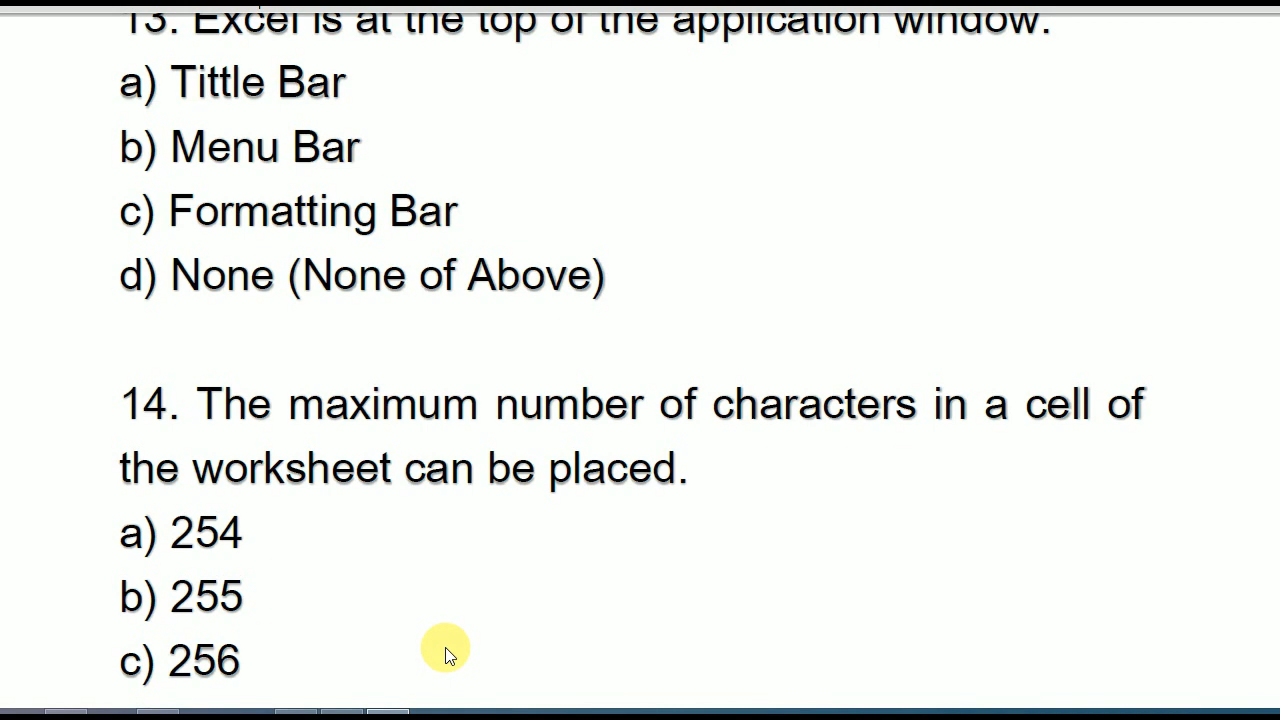 13. Excel is at the top of the application window.
a) Tittle Bar
b) Menu Bar
c) Formatting Bar
d) None (None of Above)
14. The maximum number of characters in a cell of
the worksheet can be placed.
a) 254
b) 255
c) 256